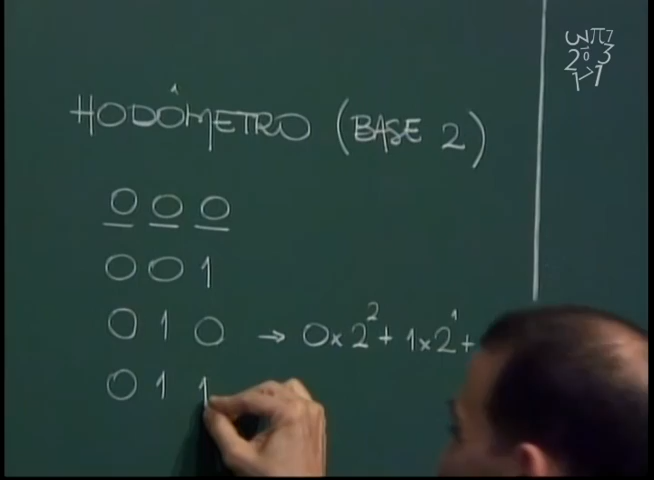 HODÔMETRO (BASE 2)
0 0 0
0 0 1
0 1 0 → 0×2² + 1×2¹ +
0 1 1